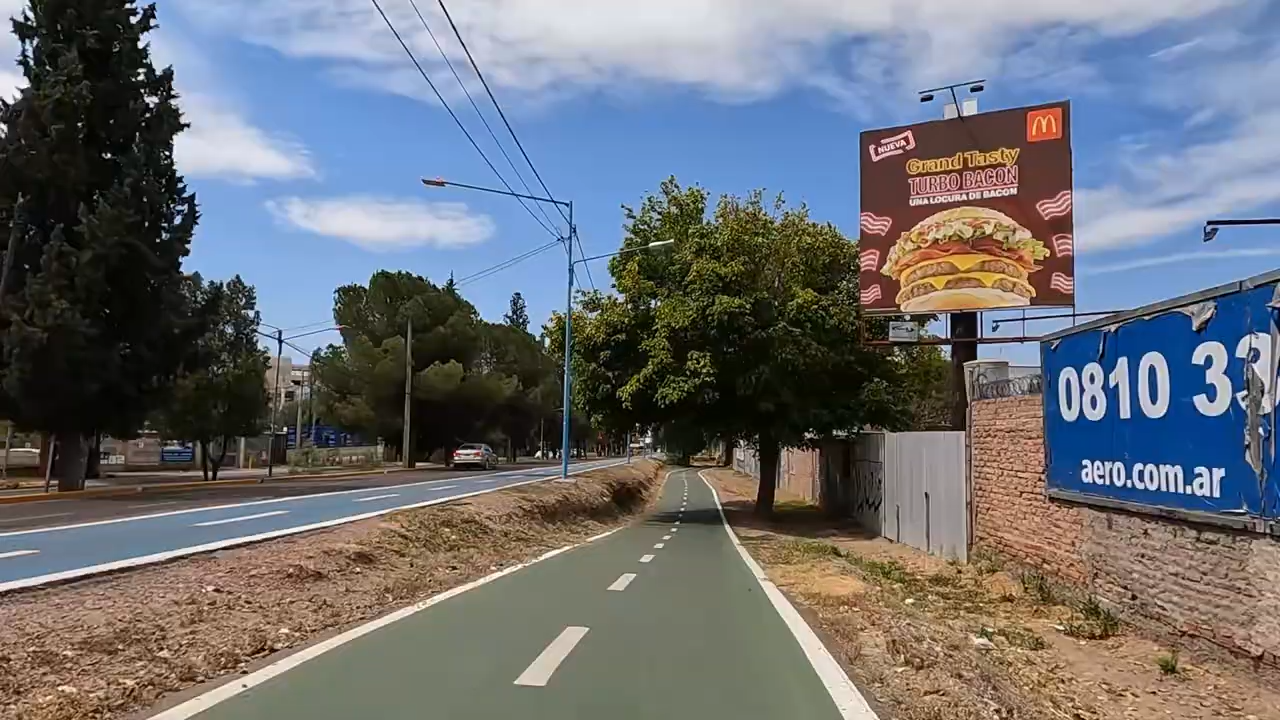 NUEVA
Grand Tasty
TURBO BACON
UNA LOCURA DE BACON
0810 33
aero.com.ar